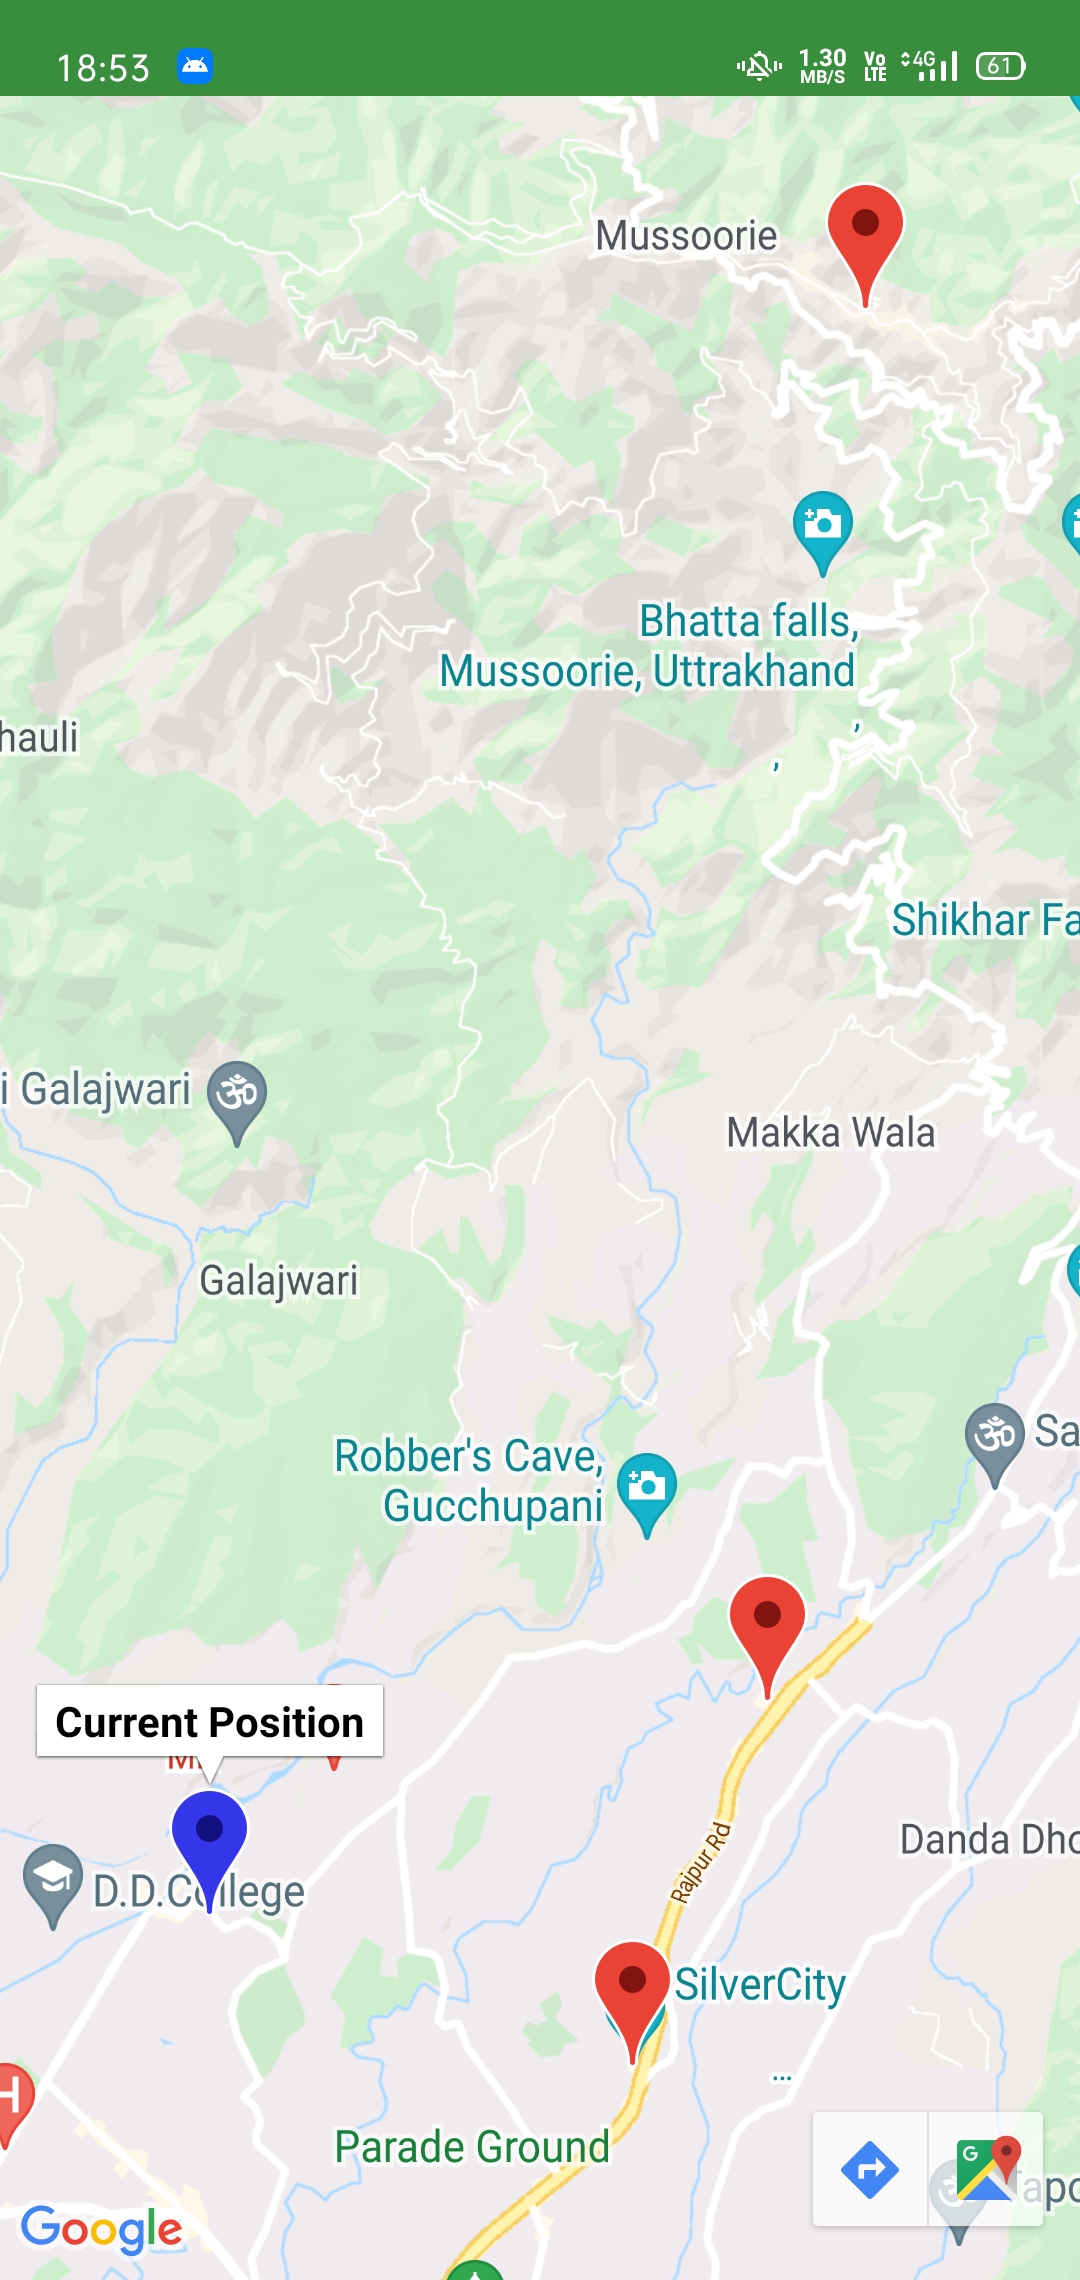 18:53
1.30
MB/S
Vo
LTE
4G
61
Mussoorie
Bhatta falls,
Mussoorie, Uttrakhand
,
,
hauli
Shikhar Fa
i Galajwari
ॐ
Makka Wala
Galajwari
ॐ
Sa
Robber's Cave,
Gucchupani
Current Position
D.D.College
Danda Dho
Rajpur Rd
SilverCity
...
H
Parade Ground
G
apo
Google